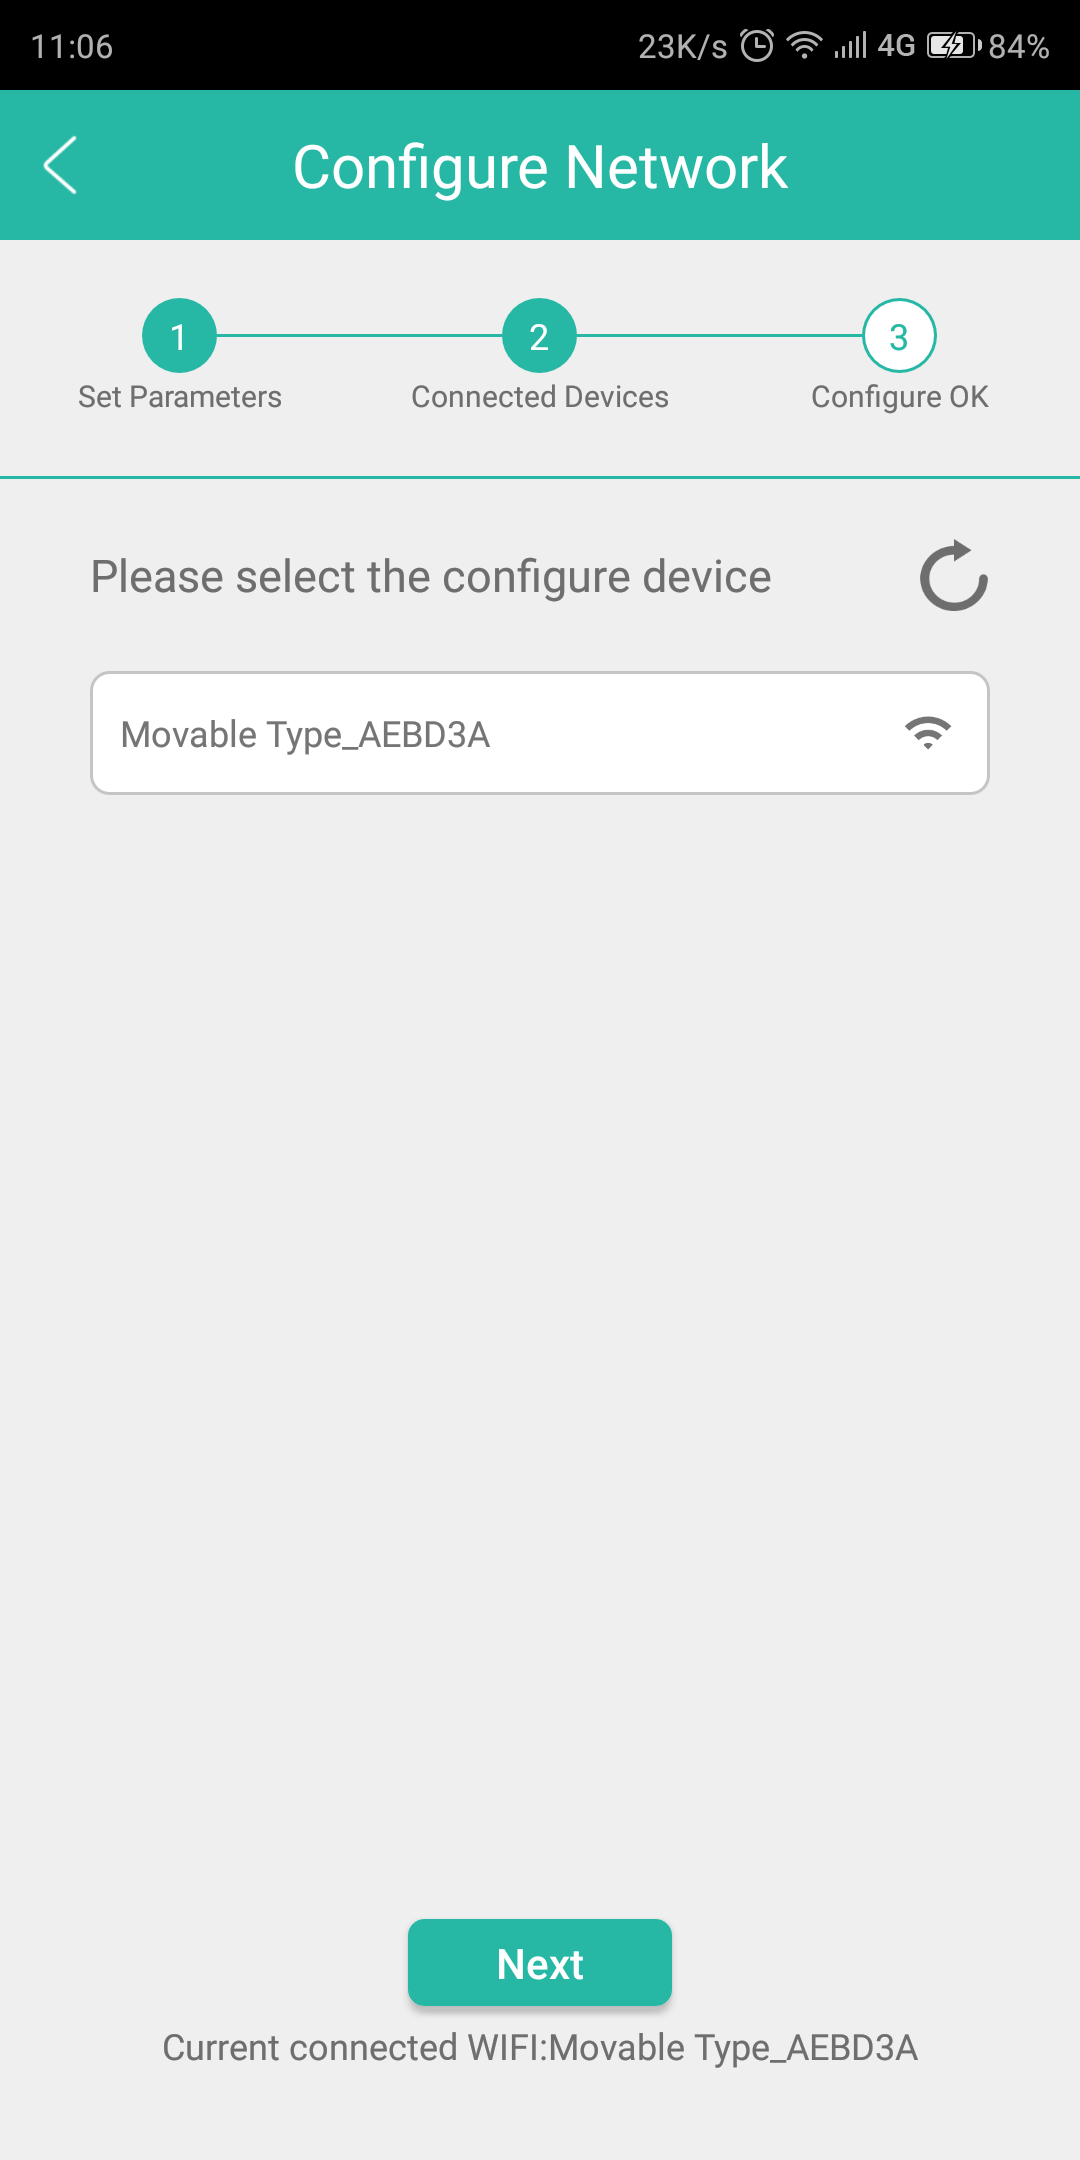 11:06
23K/s 4G 84%
Configure Network
1
2
3
Set Parameters
Connected Devices
Configure OK
Please select the configure device
Movable Type_AEBD3A
Next
Current connected WIFI:Movable Type_AEBD3A